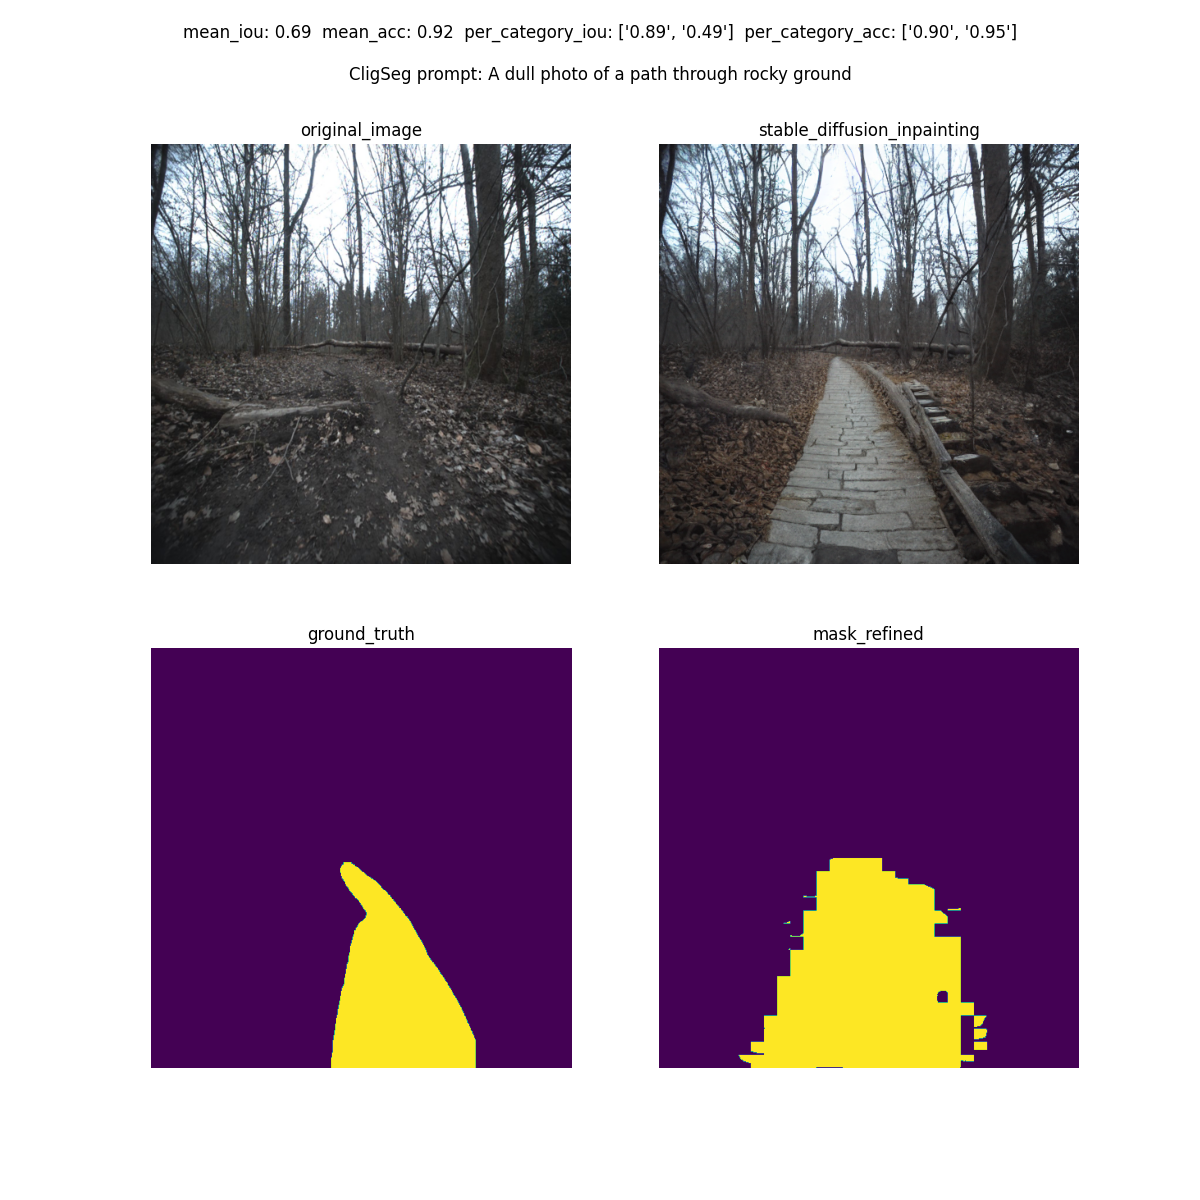 mean_iou: 0.69  mean_acc: 0.92  per_category_iou: ['0.89', '0.49']  per_category_acc: ['0.90', '0.95']
CligSeg prompt: A dull photo of a path through rocky ground
original_image
stable_diffusion_inpainting
ground_truth
mask_refined